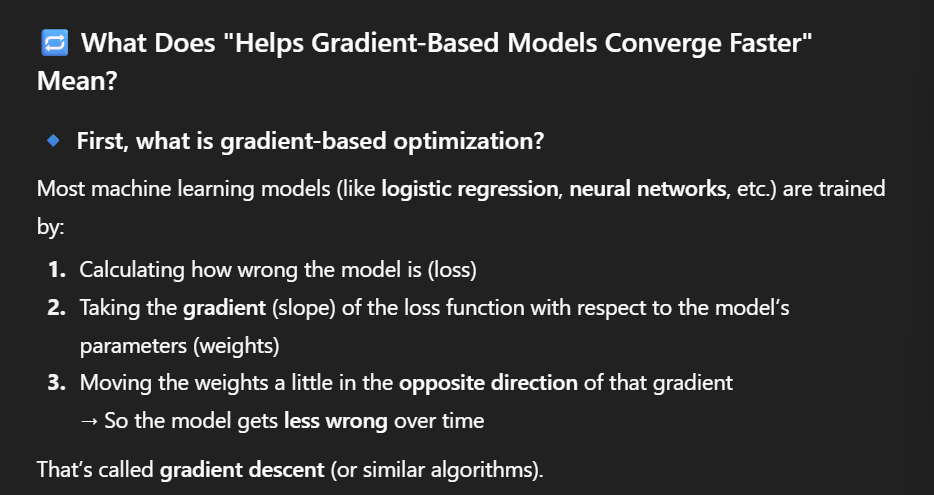 🔁 What Does "Helps Gradient-Based Models Converge Faster"
Mean?
🔹 First, what is gradient-based optimization?
Most machine learning models (like logistic regression, neural networks, etc.) are trained
by:
1. Calculating how wrong the model is (loss)
2. Taking the gradient (slope) of the loss function with respect to the model’s
parameters (weights)
3. Moving the weights a little in the opposite direction of that gradient
→ So the model gets less wrong over time
That’s called gradient descent (or similar algorithms).